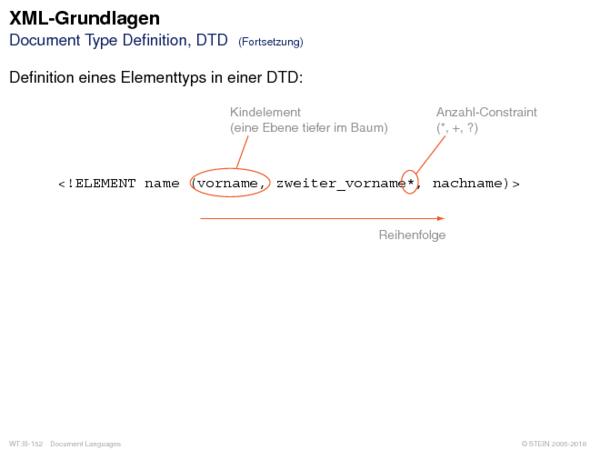 XML-Grundlagen
Document Type Definition, DTD (Fortsetzung)
Definition eines Elementtyps in einer DTD:
Kindelement
(eine Ebene tiefer im Baum)
Anzahl-Constraint
(*, +, ?)
<!ELEMENT name (vorname, zweiter_vorname*, nachname)>
Reihenfolge
WT:III-152 Document Languages
© STEIN 2005-2018